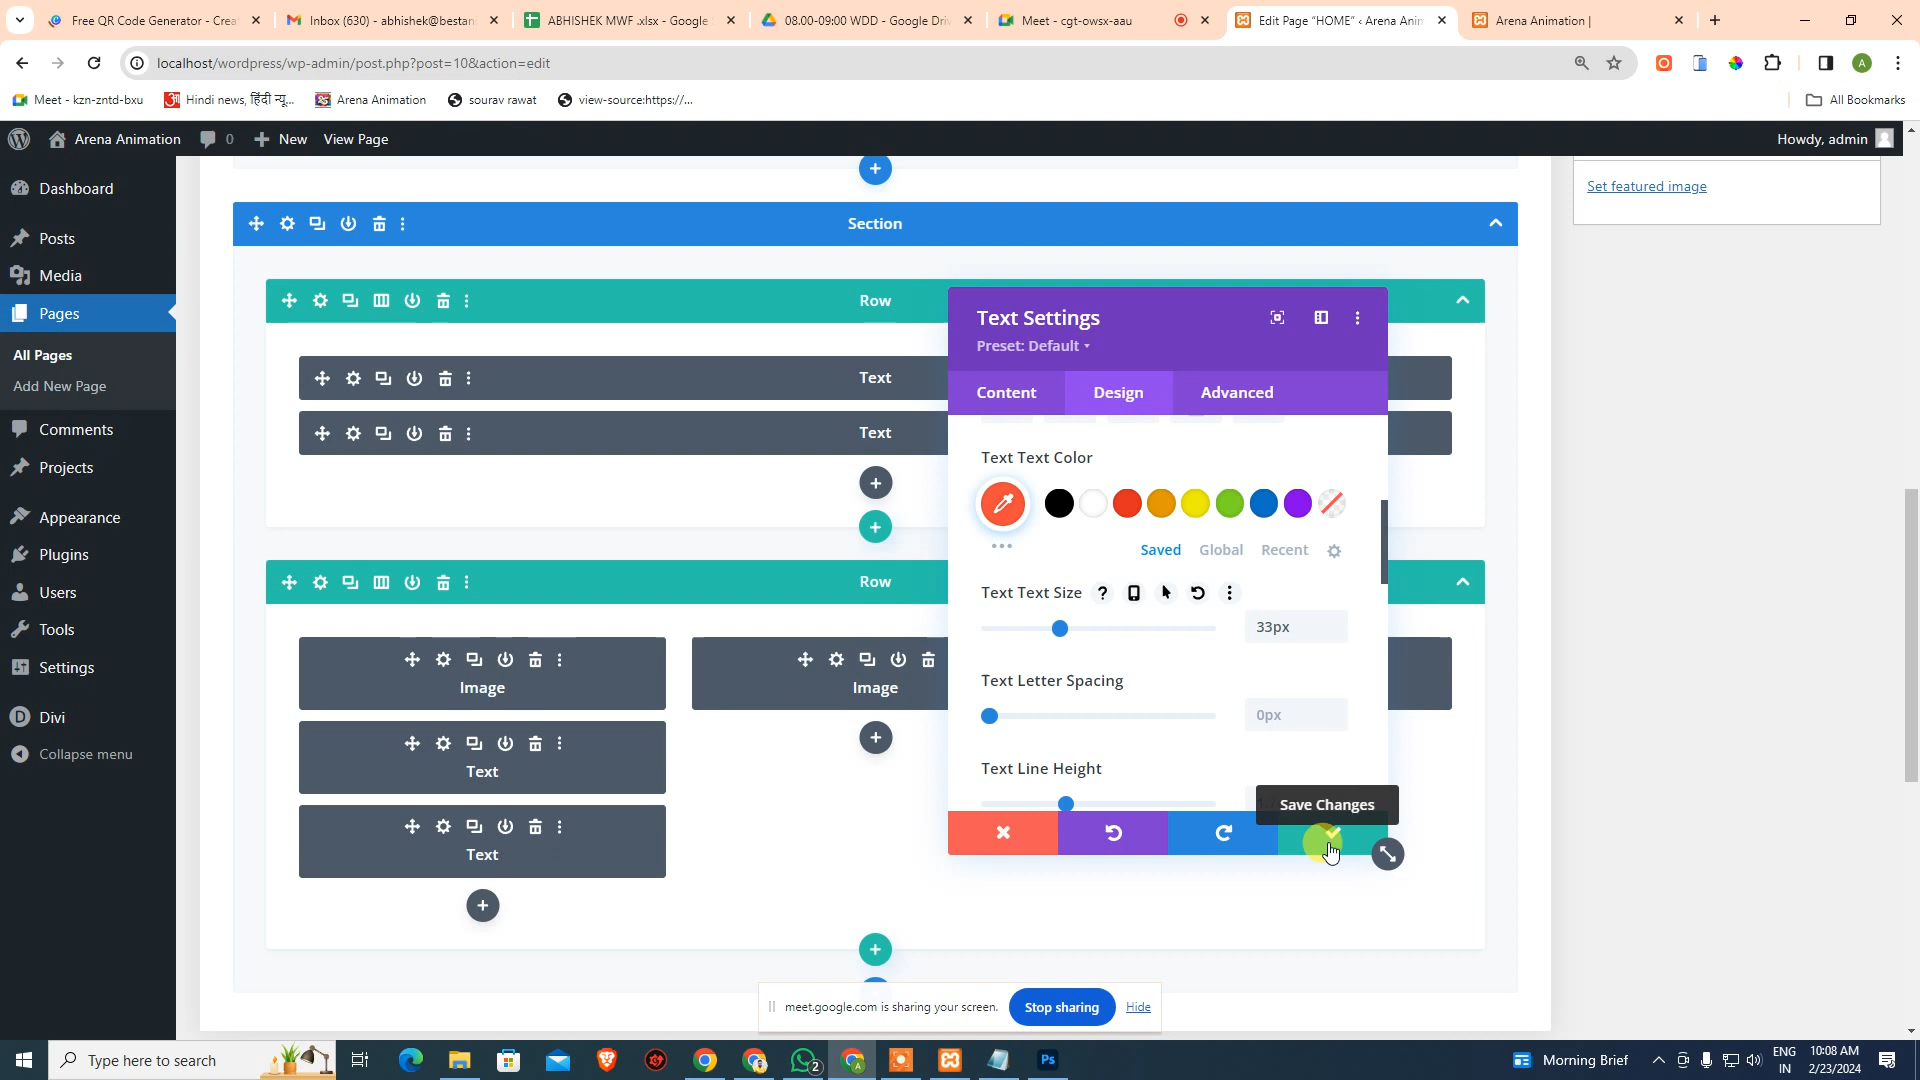 Free QR Code Generator - Crea
Inbox (630) - abhishek@bestani
ABHISHEK MWF .xlsx - Google
08.00-09:00 WDD - Google Driv
Meet - cgt-owsx-aau
Edit Page "HOME" ‹ Arena Anim
Arena Animation |
localhost/wordpress/wp-admin/post.php?post=10&action=edit
A
Meet - kzn-zntd-bxu
Hindi news, हिंदी न्यू...
Arena Animation
sourav rawat
view-source:https://...
All Bookmarks
Arena Animation
0
New
View Page
Howdy, admin
Dashboard
Posts
Media
Pages
All Pages
Add New Page
Comments
Projects
Appearance
Plugins
Users
Tools
Settings
Divi
Collapse menu
Set featured image
Section
Row
Text
Text
Row
Image
Text
Text
Image
Text Settings
Preset: Default
Content
Design
Advanced
Text Text Color
Saved
Global
Recent
Text Text Size
33px
Text Letter Spacing
0px
Text Line Height
Save Changes
meet.google.com is sharing your screen.
Stop sharing
Hide
Type here to search
2
A
Ps
Morning Brief
ENG
IN
10:08 AM
2/23/2024